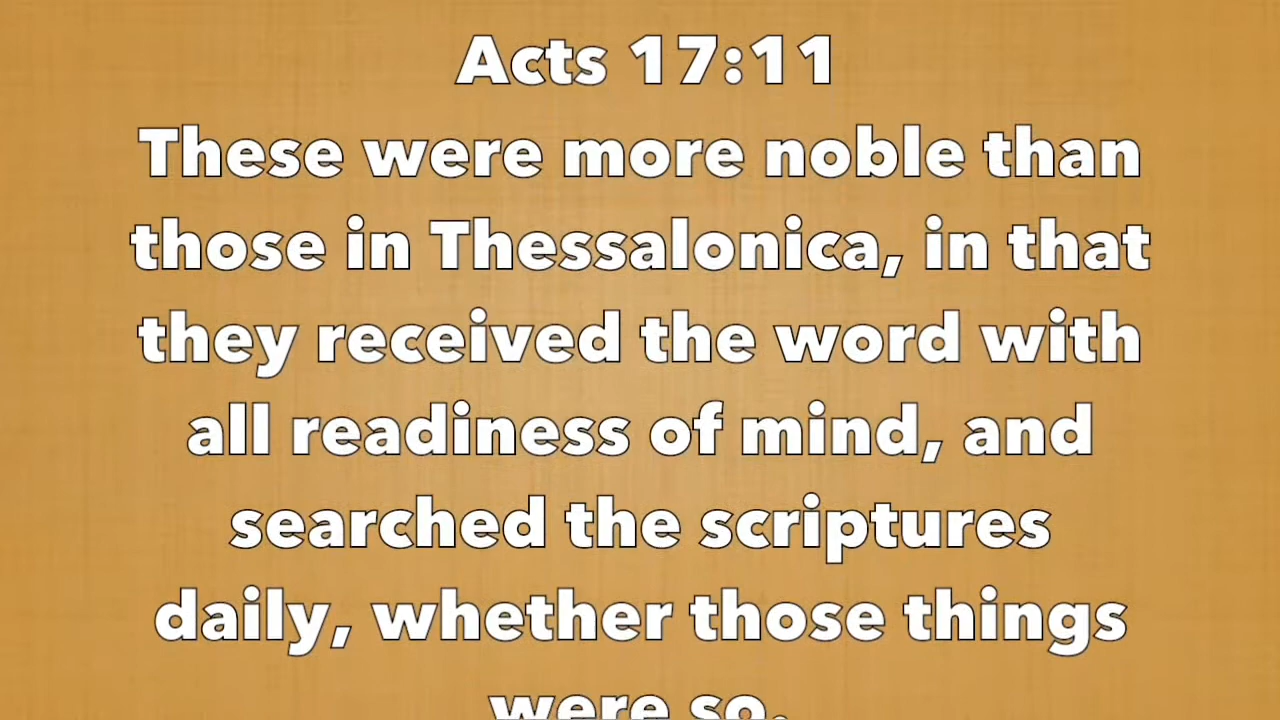 Acts 17:11
These were more noble than
those in Thessalonica, in that
they received the word with
all readiness of mind, and
searched the scriptures
daily, whether those things
were so.